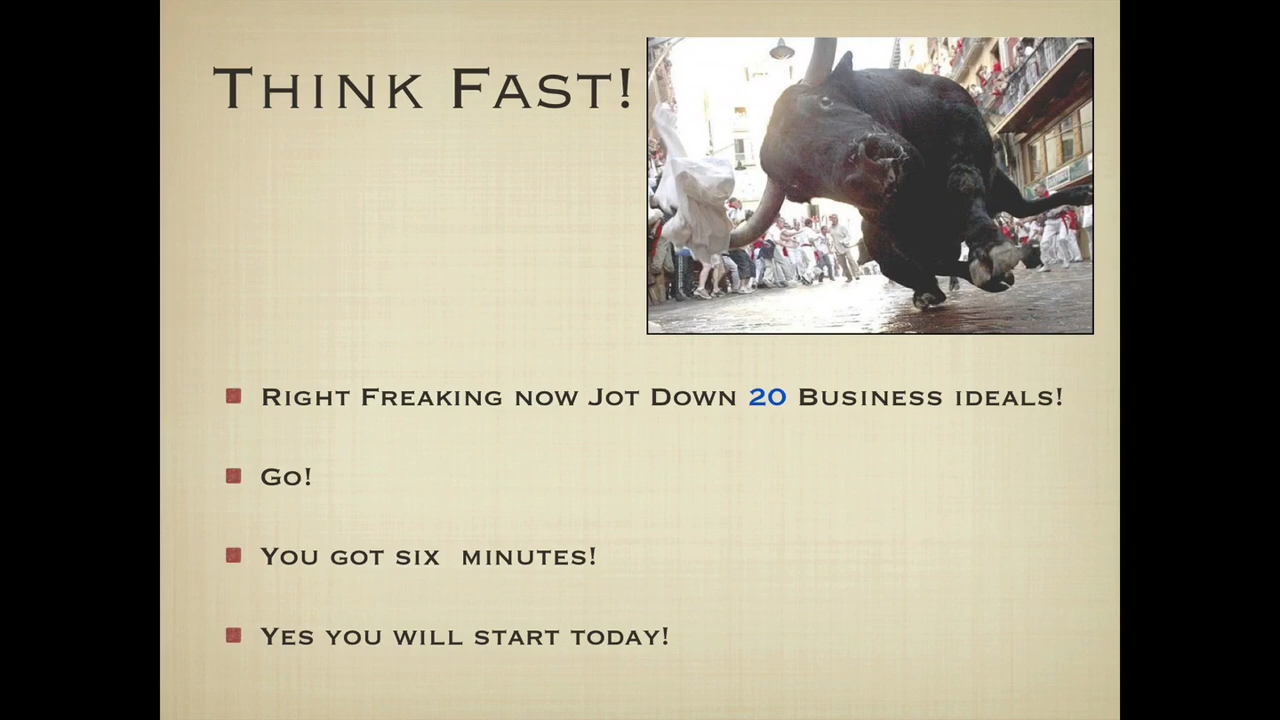 Think Fast!
Right Freaking now Jot Down 20 Business ideals!
Go!
You got six minutes!
Yes you will start today!